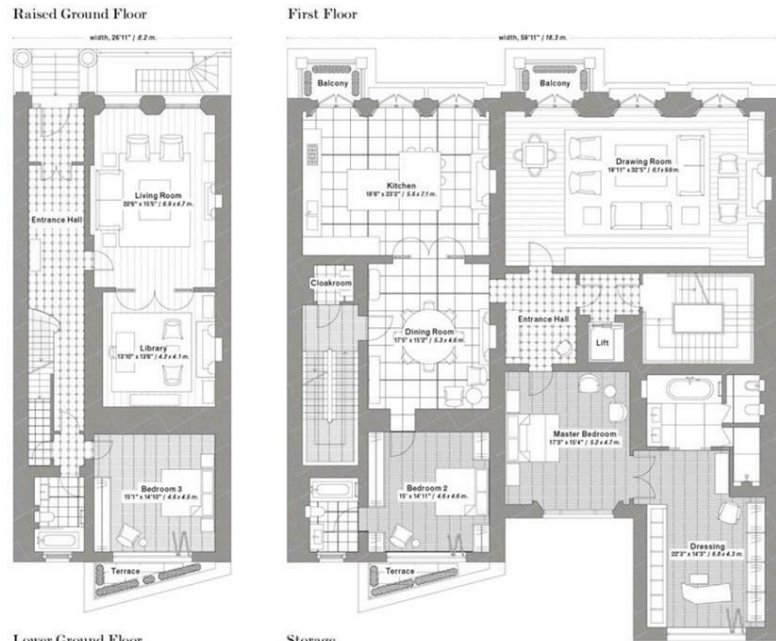 Raised Ground Floor
First Floor
width, 26'11" / 8.2 m.
width, 59'11" / 18.3 m.
Balcony
Balcony
Living Room
22'6" x 15'5" / 6.9 x 4.7 m.
Kitchen
18'6" x 23'3" / 5.6 x 7.1 m.
Drawing Room
19'11" x 32'5" / 6.1 x 9.9 m.
Entrance Hall
Cloakroom
Entrance Hall
Lift
Dining Room
17'5" x 15'2" / 5.3 x 4.6 m.
Library
13'10" x 13'6" / 4.2 x 4.1 m.
Master Bedroom
17'3" x 15'4" / 5.2 x 4.7 m.
Bedroom 3
15'1" x 14'10" / 4.6 x 4.5 m.
Bedroom 2
15' x 14'11" / 4.6 x 4.6 m.
Dressing
22'3" x 14'3" / 6.8 x 4.3 m.
Terrace
Terrace
Lower Ground Floor
Storage